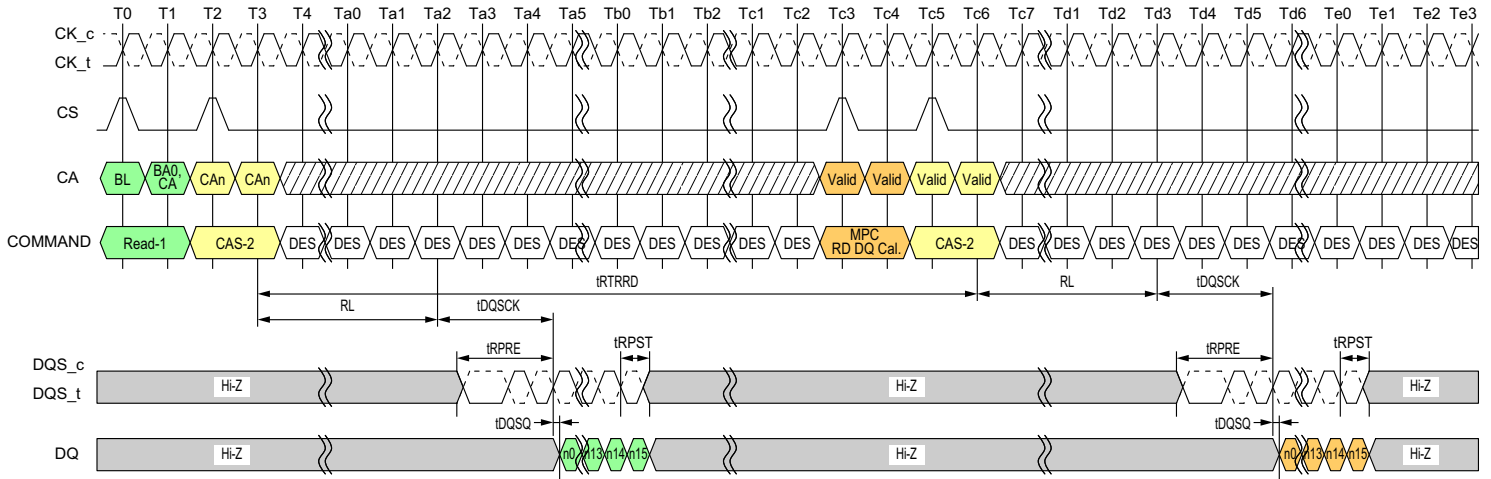 T0 T1 T2 T3 T4 Ta0 Ta1 Ta2 Ta3 Ta4 Ta5 Tb0 Tb1 Tb2 Tc1 Tc2 Tc3 Tc4 Tc5 Tc6 Tc7 Td1 Td2 Td3 Td4 Td5 Td6 Te0 Te1 Te2 Te3
CK_c
CK_t
CS
CA BL BA0, CA CAn CAn Valid Valid Valid Valid
COMMAND Read-1 CAS-2 DES DES DES DES DES DES DES DES DES DES DES DES MPC RD DQ Cal. CAS-2 DES DES DES DES DES DES DES DES DES DES DES
tRTRRD
RL tDQSCK RL tDQSCK
tRPRE tRPST tRPRE tRPST
DQS_c
DQS_t Hi-Z Hi-Z Hi-Z
tDQSQ tDQSQ
DQ Hi-Z n0 n13 n14 n15 Hi-Z n0 n13 n14 n15 Hi-Z